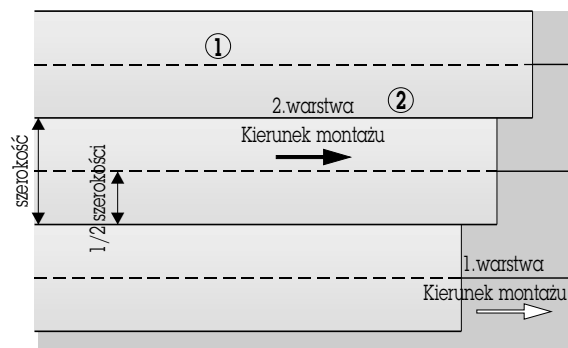 1
2
2.warstwa
Kierunek montażu
szerokość
1/2 szerokości
1.warstwa
Kierunek montażu